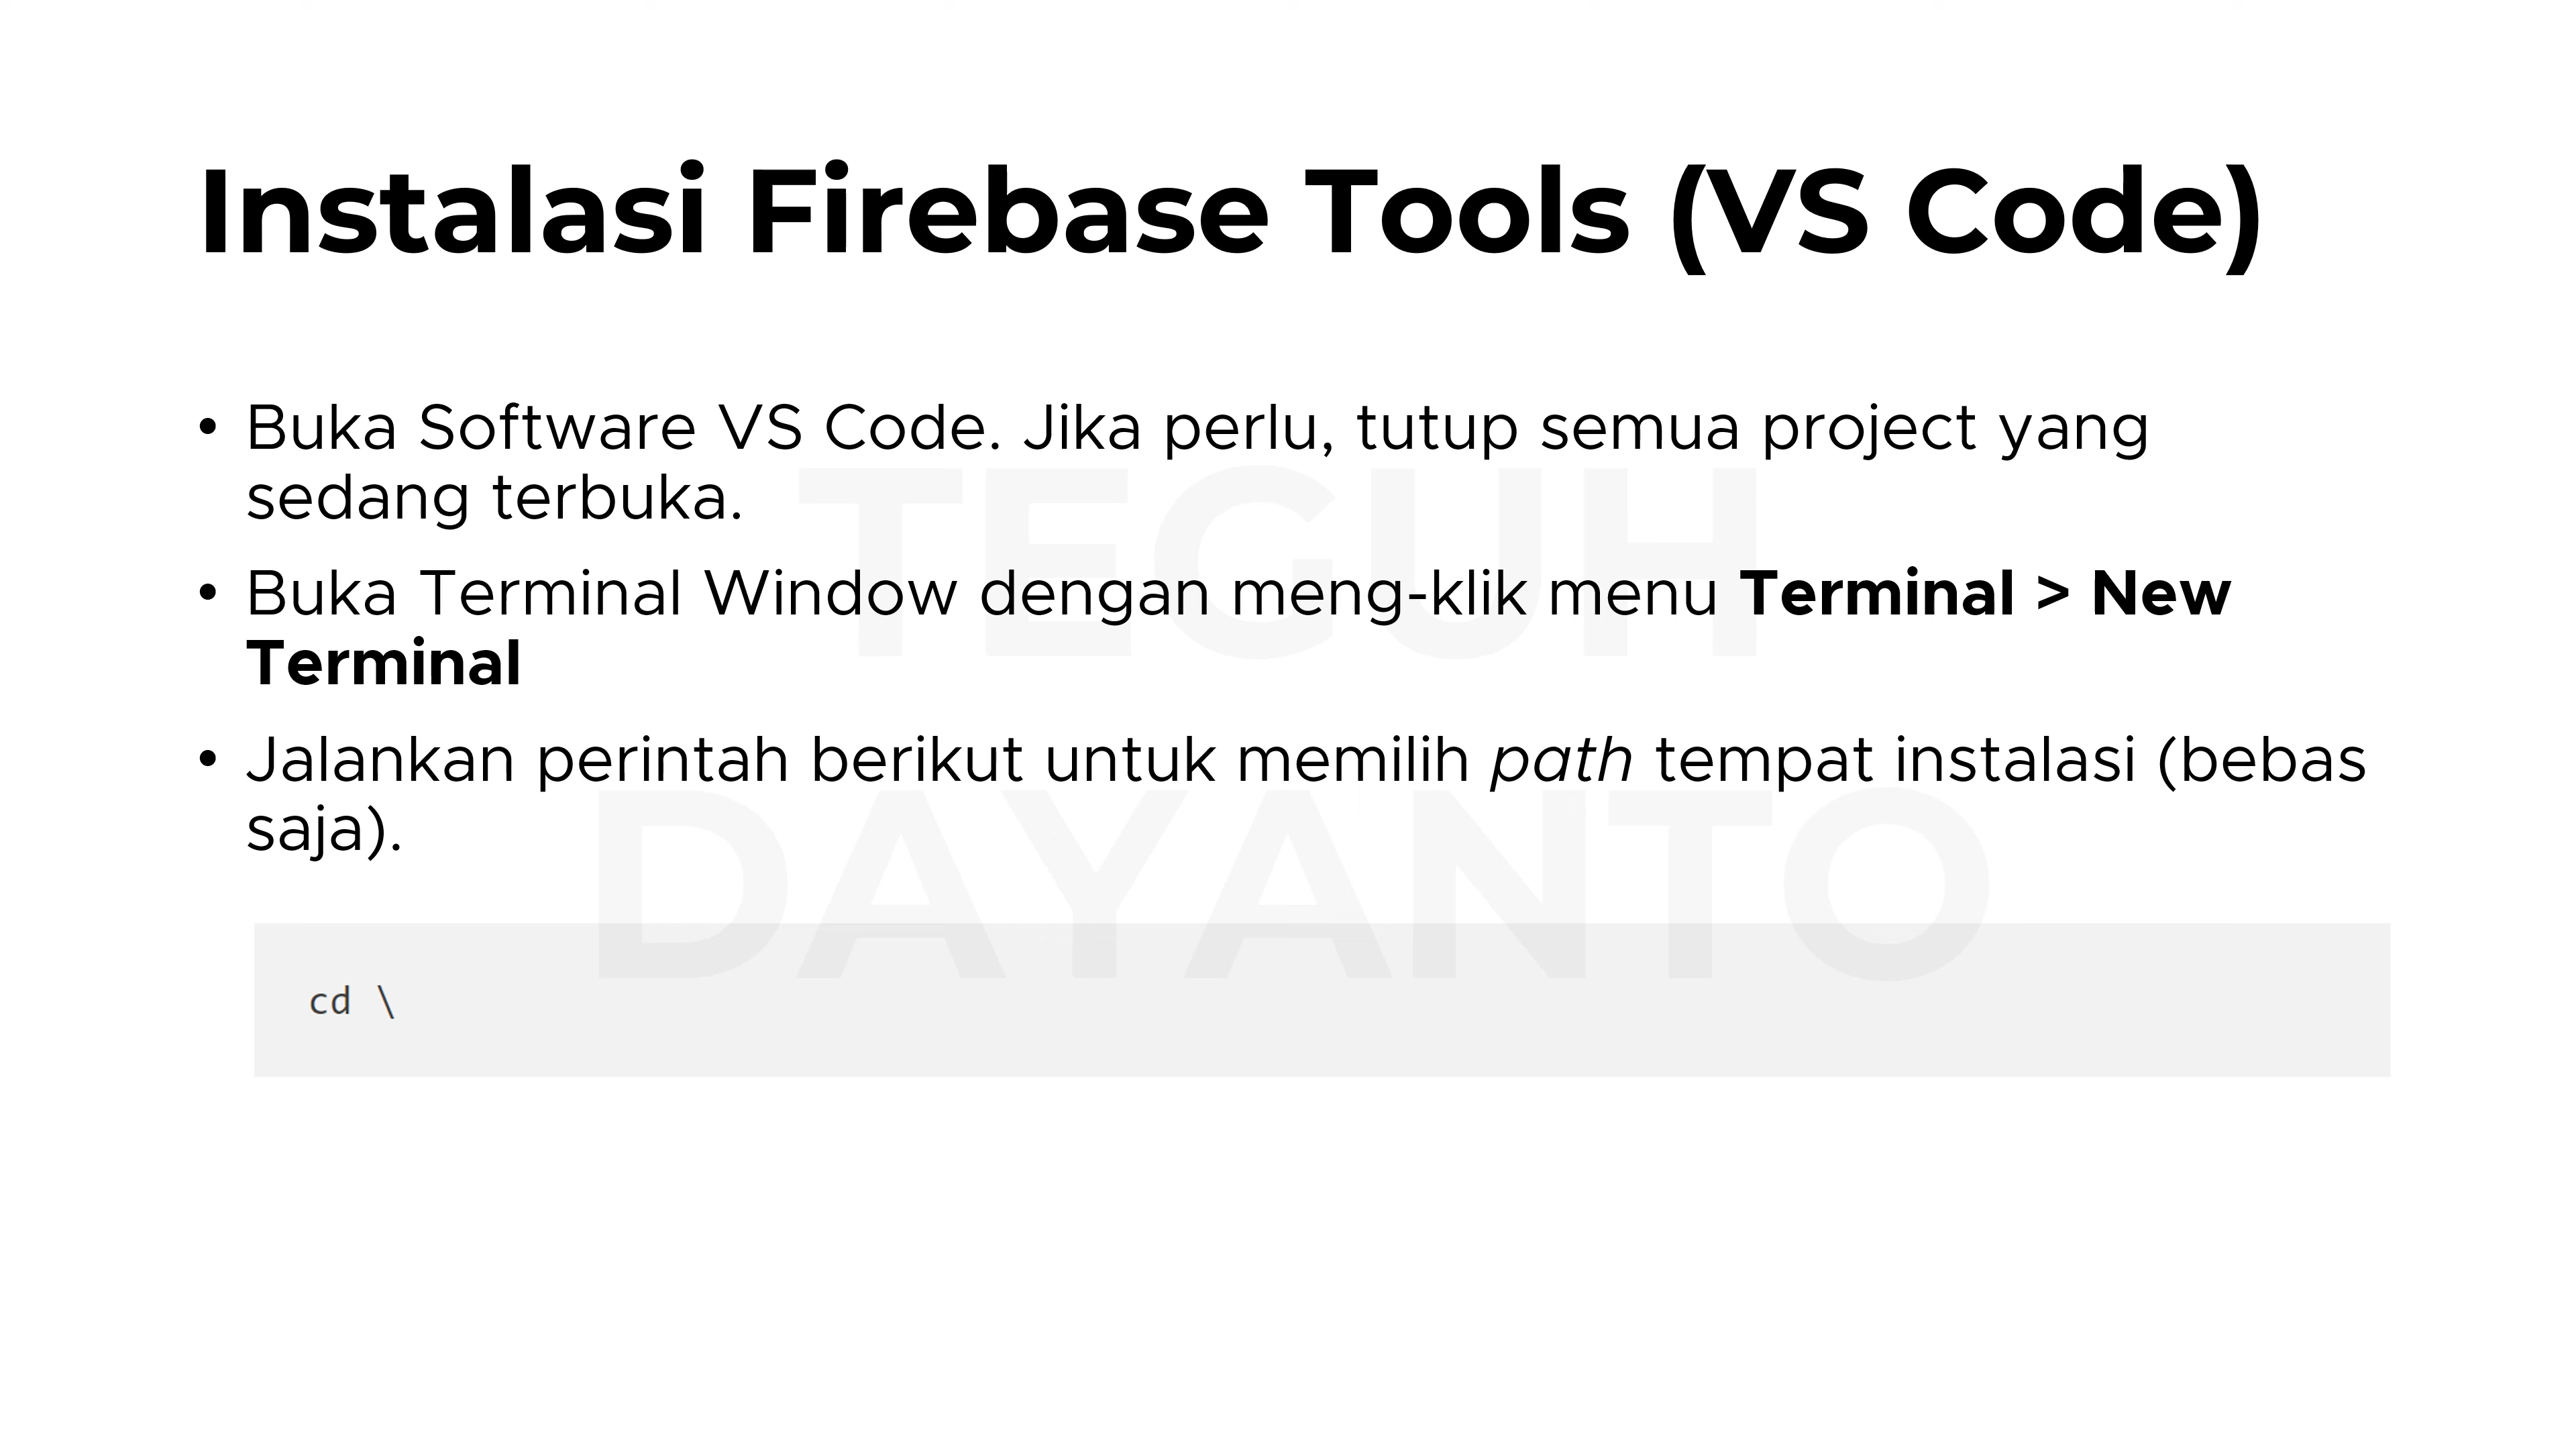 Instalasi Firebase Tools (VS Code)
• Buka Software VS Code. Jika perlu, tutup semua project yang
sedang terbuka.
• Buka Terminal Window dengan meng-klik menu Terminal > New
Terminal
• Jalankan perintah berikut untuk memilih path tempat instalasi (bebas
saja).
cd \
TEGUH
DAYANTO